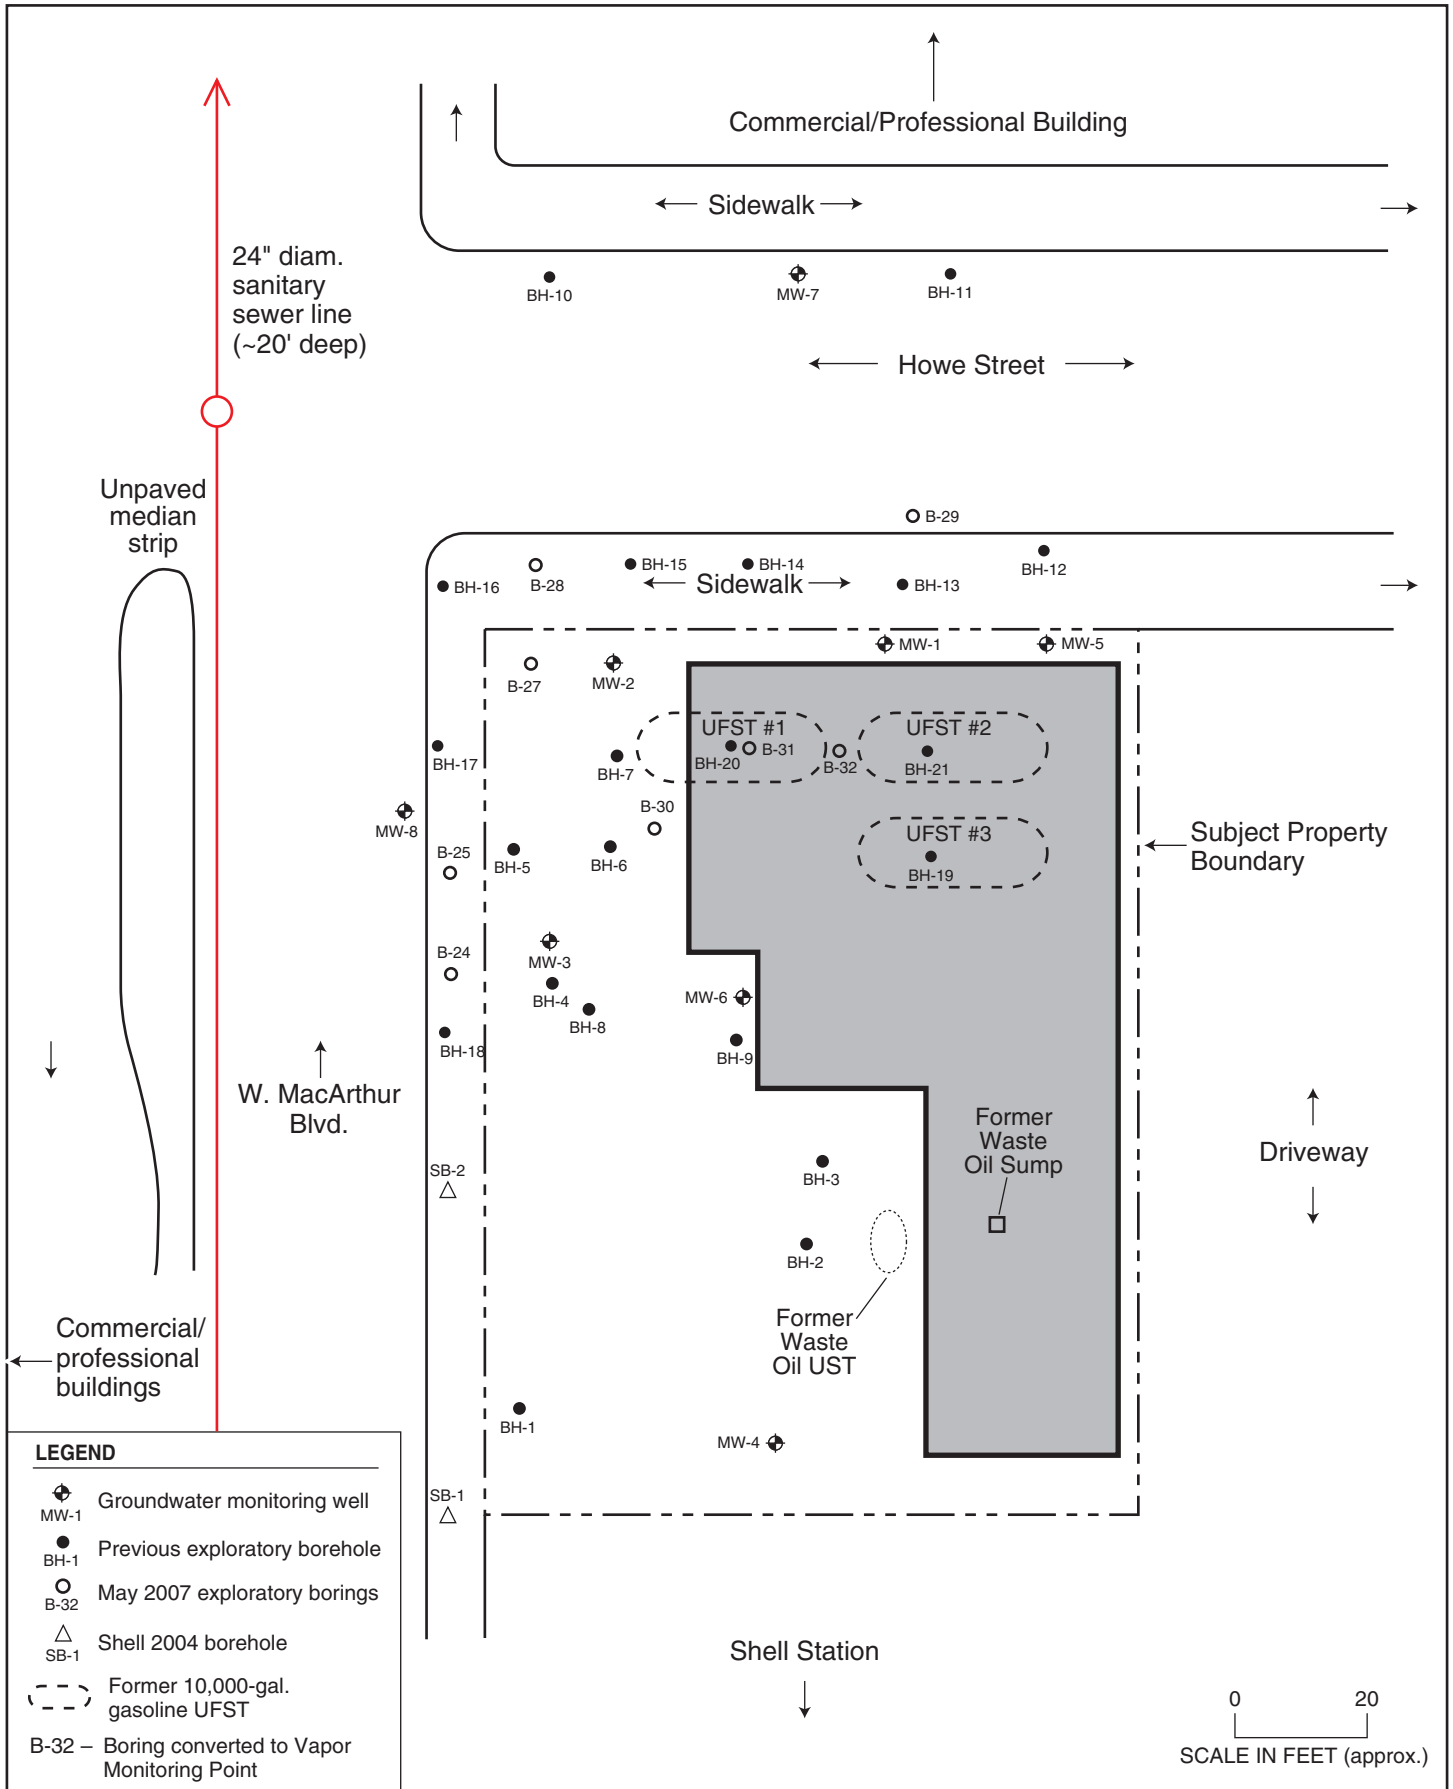 Commercial/Professional Building
Sidewalk
24" diam.
sanitary
sewer line
(~20' deep)
BH-10
MW-7
BH-11
Howe Street
Unpaved
median
strip
B-29
BH-15
BH-14
BH-12
BH-16
B-28
Sidewalk
BH-13
MW-1
MW-5
B-27
MW-2
UFST #1
UFST #2
BH-17
BH-7
BH-20
B-31
B-32
BH-21
B-30
MW-8
UFST #3
Subject Property
Boundary
B-25
BH-5
BH-6
BH-19
B-24
MW-3
BH-4
MW-6
BH-8
BH-18
BH-9
W. MacArthur
Blvd.
Former
Waste
Oil Sump
Driveway
SB-2
BH-3
BH-2
Former
Waste
Oil UST
Commercial/
professional
buildings
BH-1
MW-4
SB-1
LEGEND
MW-1 Groundwater monitoring well
BH-1 Previous exploratory borehole
B-32 May 2007 exploratory borings
SB-1 Shell 2004 borehole
Former 10,000-gal.
gasoline UFST
B-32 – Boring converted to Vapor
Monitoring Point
Shell Station
0 20
SCALE IN FEET (approx.)